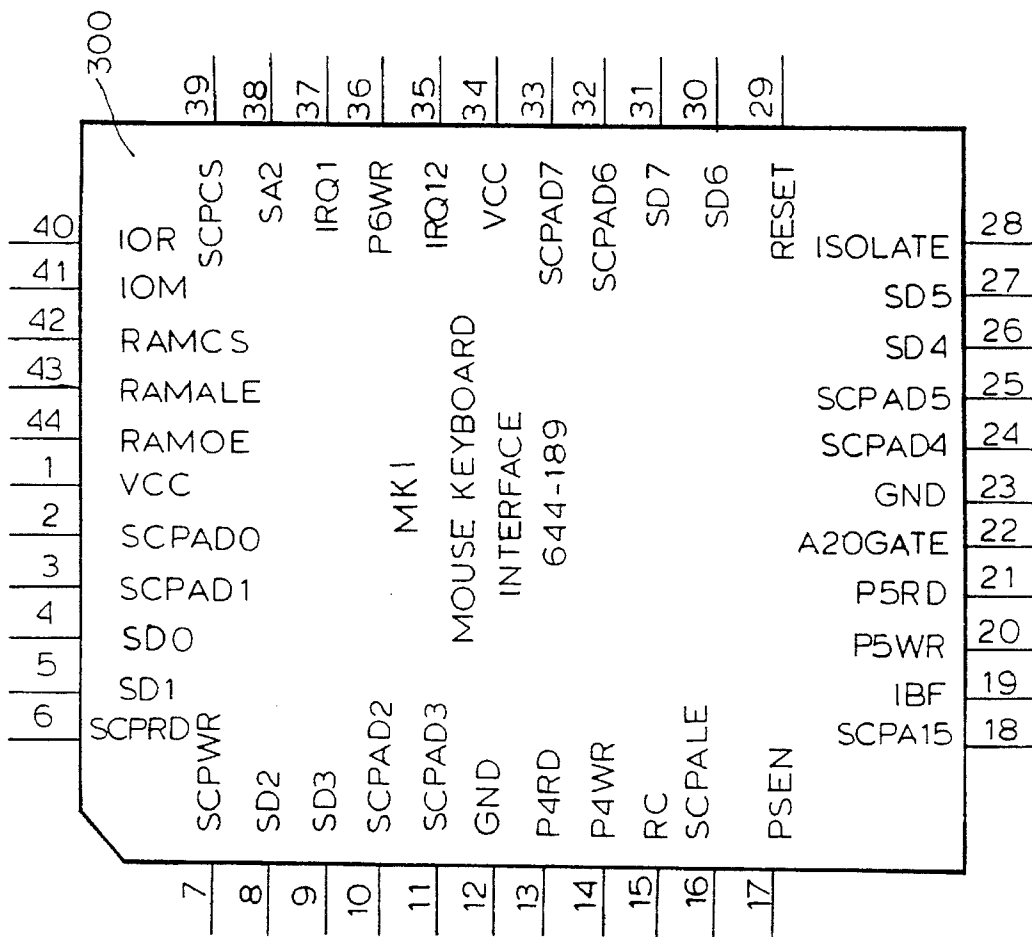 300
39
38
37
36
35
34
33
32
31
30
29
SCPCS
SA2
IRQ1
P6WR
IRQ12
VCC
SCPAD7
SCPAD6
SD7
SD6
RESET
40 IOR
41 IOM
42 RAMCS
43 RAMALE
44 RAMOE
1 VCC
2 SCPAD0
3 SCPAD1
4 SD0
5 SD1
6 SCPRD
MKI
MOUSE KEYBOARD
INTERFACE
644-189
ISOLATE 28
SD5 27
SD4 26
SCPAD5 25
SCPAD4 24
GND 23
A20GATE 22
P5RD 21
P5WR 20
IBF 19
SCPA15 18
SCPWR
SD2
SD3
SCPAD2
SCPAD3
GND
P4RD
P4WR
RC
SCPALE
PSEN
7
8
9
10
11
12
13
14
15
16
17